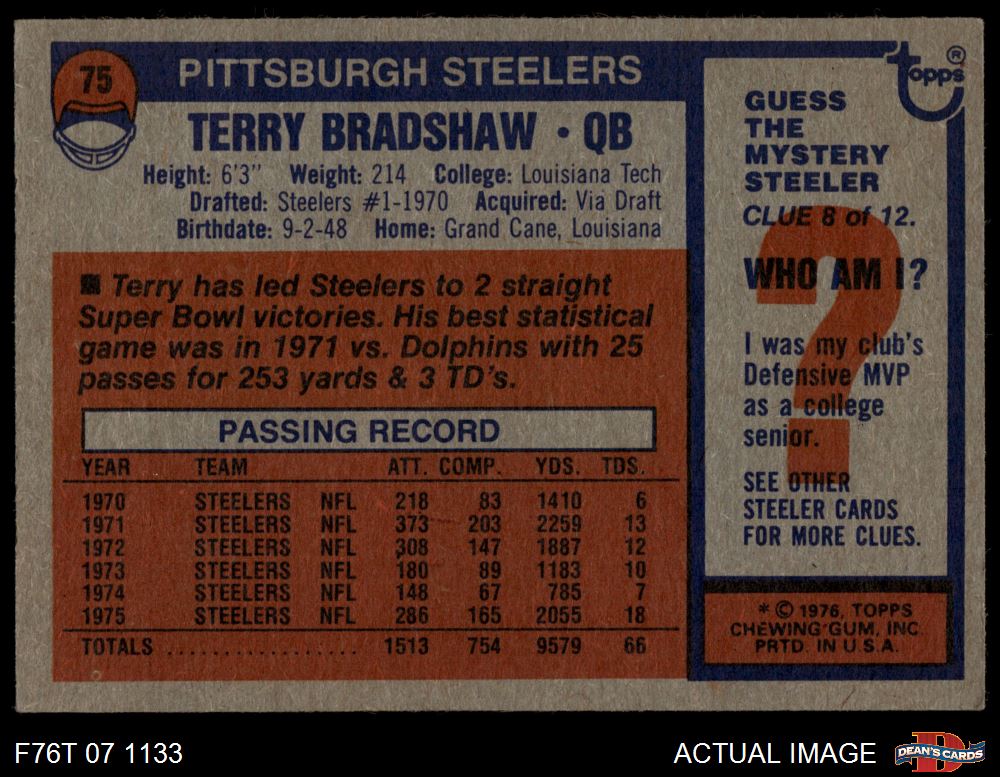 75
PITTSBURGH STEELERS
topps®
TERRY BRADSHAW • QB
Height: 6'3" Weight: 214 College: Louisiana Tech
Drafted: Steelers #1-1970 Acquired: Via Draft
Birthdate: 9-2-48 Home: Grand Cane, Louisiana
■ Terry has led Steelers to 2 straight
Super Bowl victories. His best statistical
game was in 1971 vs. Dolphins with 25
passes for 253 yards & 3 TD's.
PASSING RECORD
YEAR TEAM ATT. COMP. YDS. TDS.
1970 STEELERS NFL 218 83 1410 6
1971 STEELERS NFL 373 203 2259 13
1972 STEELERS NFL 308 147 1887 12
1973 STEELERS NFL 180 89 1183 10
1974 STEELERS NFL 148 67 785 7
1975 STEELERS NFL 286 165 2055 18
TOTALS .................. 1513 754 9579 66
GUESS
THE
MYSTERY
STEELER
CLUE 8 of 12.
?
WHO AM I?
I was my club's
Defensive MVP
as a college
senior.
SEE OTHER
STEELER CARDS
FOR MORE CLUES.
* © 1976, TOPPS
CHEWING GUM, INC.
PRTD. IN U.S.A.
F76T 07 1133
ACTUAL IMAGE
D
DEAN'S CARDS